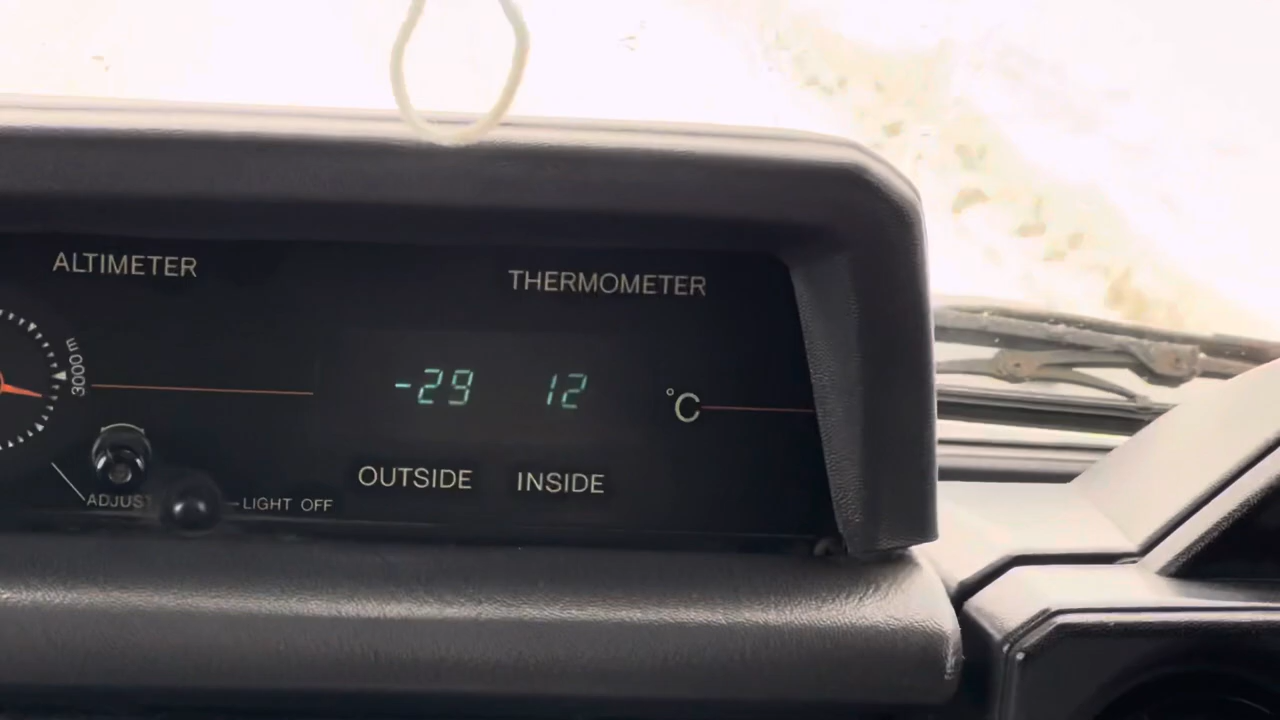 ALTIMETER
THERMOMETER
3000 m
-29 12 °C
OUTSIDE INSIDE
ADJUST LIGHT OFF